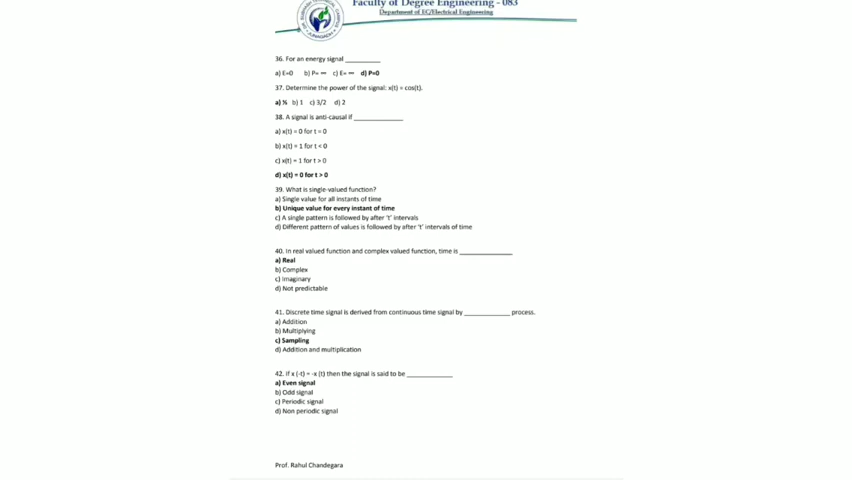 Faculty of Degree Engineering - 083
Department of EC/Electrical Engineering
36. For an energy signal __________
a) E=0 b) P= ∞ c) E= ∞ d) P=0
37. Determine the power of the signal: x(t) = cos(t).
a) ½ b) 1 c) 3/2 d) 2
38. A signal is anti-causal if ______________
a) x(t) = 0 for t < 0
b) x(t) = 1 for t < 0
c) x(t) = 1 for t > 0
d) x(t) = 0 for t > 0
39. What is single-valued function?
a) Single value for all instants of time
b) Unique value for every instant of time
c) A single pattern is followed by after 't' intervals
d) Different pattern of values is followed by after 't' intervals of time
40. In real valued function and complex valued function, time is _______________
a) Real
b) Complex
c) Imaginary
d) Not predictable
41. Discrete time signal is derived from continuous time signal by _____________ process.
a) Addition
b) Multiplying
c) Sampling
d) Addition and multiplication
42. If x (-t) = -x (t) then the signal is said to be _____________
a) Even signal
b) Odd signal
c) Periodic signal
d) Non periodic signal
Prof. Rahul Chandegara